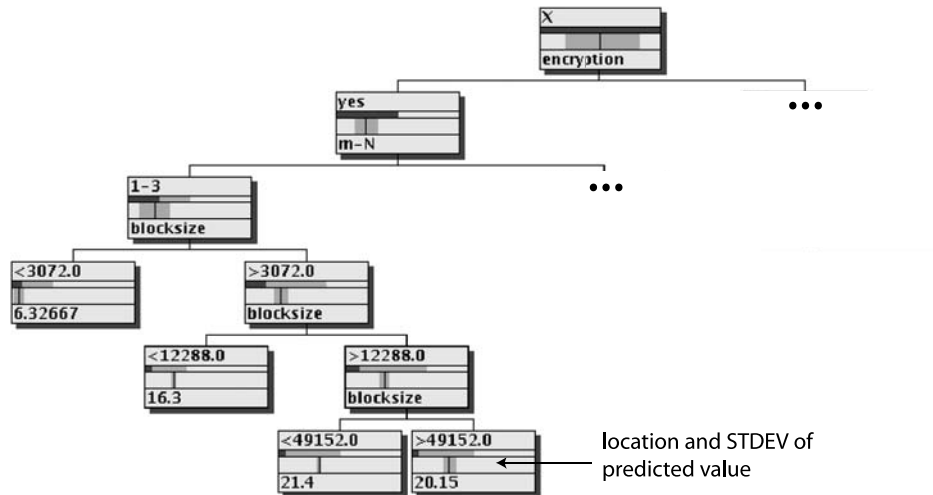 X
encryption
•••
yes
m-N
•••
1-3
blocksize
<3072.0
6.32667
>3072.0
blocksize
<12288.0
16.3
>12288.0
blocksize
<49152.0
21.4
>49152.0
20.15
location and STDEV of
predicted value